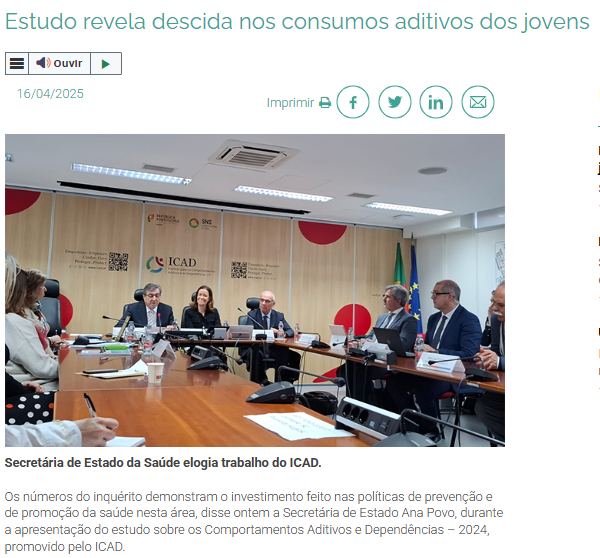 Estudo revela descida nos consumos aditivos dos jovens
Ouvir
16/04/2025
Imprimir
SNS
ICAD
Secretária de Estado da Saúde elogia trabalho do ICAD.
Os números do inquérito demonstram o investimento feito nas políticas de prevenção e
de promoção da saúde nesta área, disse ontem a Secretária de Estado Ana Povo, durante
a apresentação do estudo sobre os Comportamentos Aditivos e Dependências – 2024,
promovido pelo ICAD.